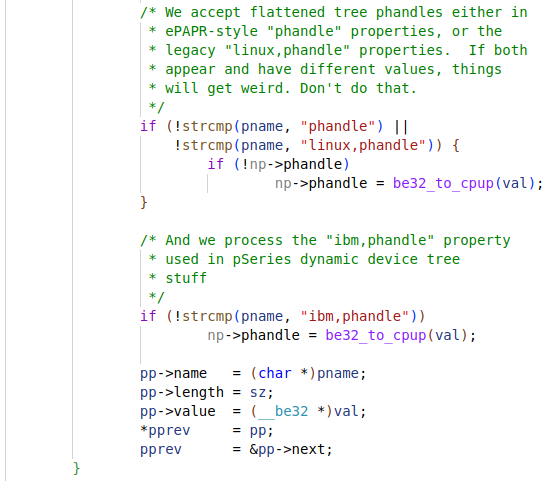 /* We accept flattened tree phandles either in
 * ePAPR-style "phandle" properties, or the
 * legacy "linux,phandle" properties.  If both
 * appear and have different values, things
 * will get weird. Don't do that.
 */
if (!strcmp(pname, "phandle") ||
    !strcmp(pname, "linux,phandle")) {
        if (!np->phandle)
                np->phandle = be32_to_cpup(val);
}

/* And we process the "ibm,phandle" property
 * used in pSeries dynamic device tree
 * stuff
 */
if (!strcmp(pname, "ibm,phandle"))
        np->phandle = be32_to_cpup(val);

pp->name   = (char *)pname;
pp->length = sz;
pp->value  = (__be32 *)val;
*pprev     = pp;
pprev      = &pp->next;
}